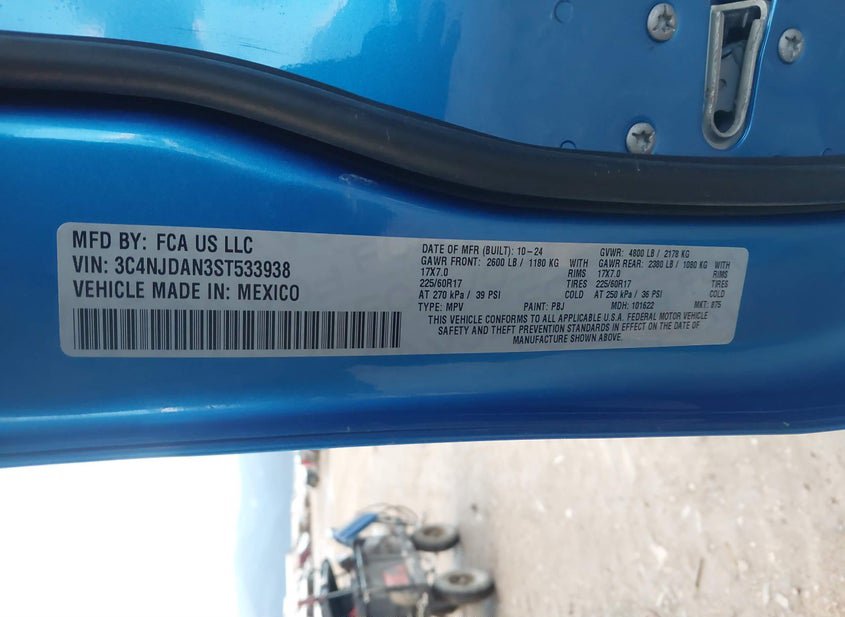 MFD BY: FCA US LLC
VIN: 3C4NJDAN3ST533938
VEHICLE MADE IN: MEXICO
DATE OF MFR (BUILT): 10-24 GVWR: 4800 LB / 2178 KG
GAWR FRONT: 2600 LB / 1180 KG GAWR REAR: 2380 LB / 1080 KG
17X7.0 RIMS 17X7.0 RIMS
225/60R17 TIRES 225/60R17 TIRES
AT 270 kPa / 39 PSI COLD AT 250 kPa / 36 PSI COLD
TYPE: MPV PAINT: PBJ MDH: 101622 MKT: 875
THIS VEHICLE CONFORMS TO ALL APPLICABLE U.S.A. FEDERAL MOTOR VEHICLE
SAFETY AND THEFT PREVENTION STANDARDS IN EFFECT ON THE DATE OF
MANUFACTURE SHOWN ABOVE.